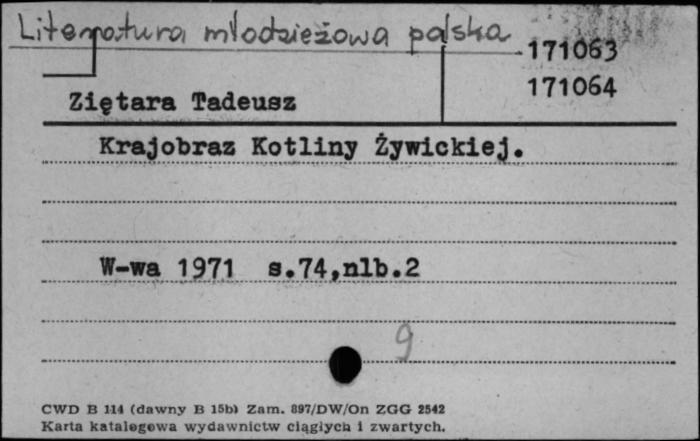 Literatura młodzieżowa polska
171063
171064
Ziętara Tadeusz
Krajobraz Kotliny Żywickiej.
W-wa 1971 s.74,nlb.2
9
CWD B 114 (dawny B 15b) Zam. 897/DW/On ZGG 2542
Karta katalogowa wydawnictw ciągłych i zwartych.